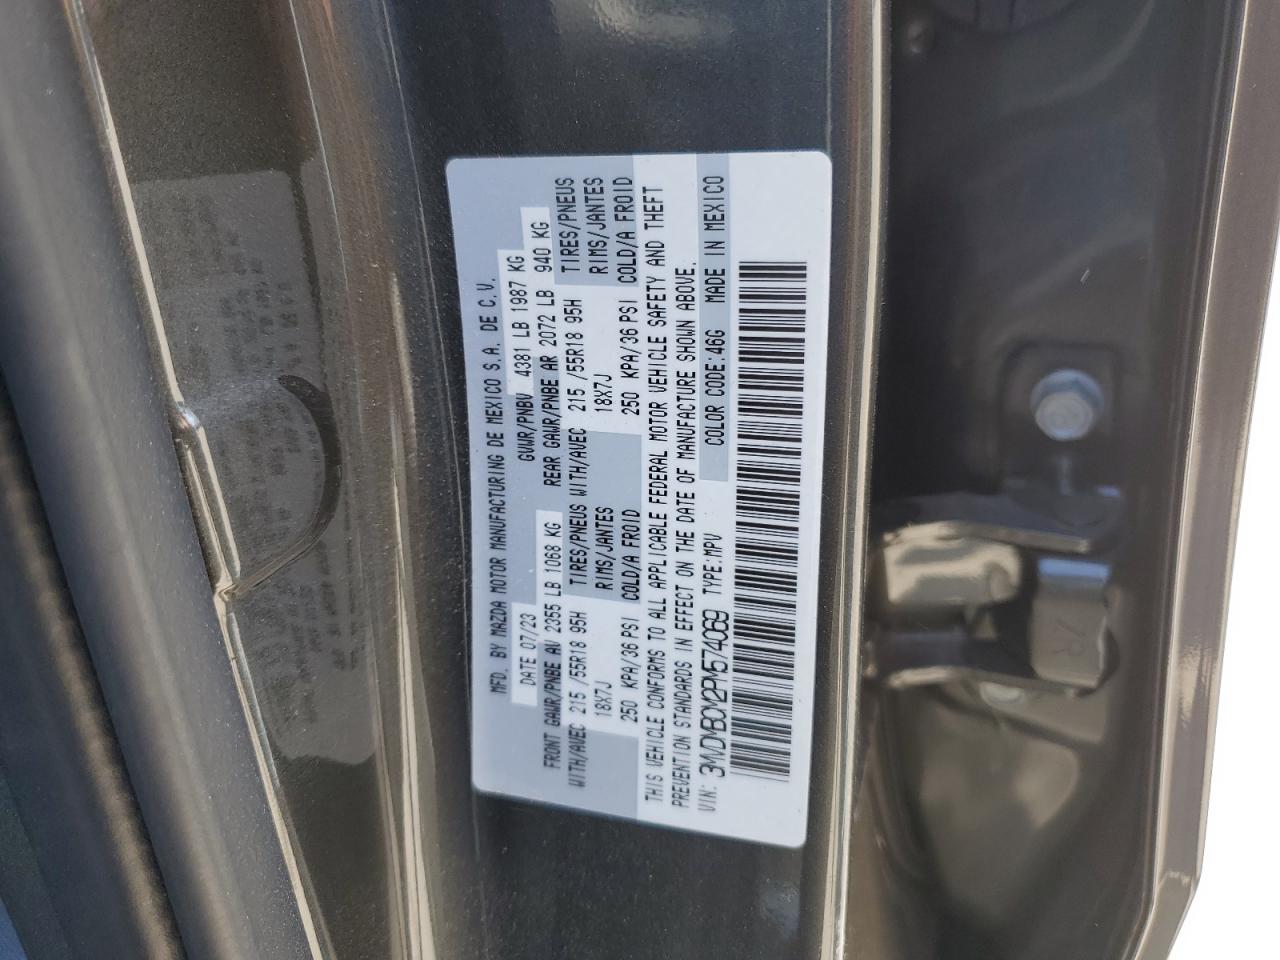 MFD. BY MAZDA MOTOR MANUFACTURING DE MEXICO S.A. DE C.V.
DATE 07/23 GVWR/PNBV 4381 LB 1987 KG
FRONT GAWR/PNBE AV 2355 LB 1068 KG REAR GAWR/PNBE AR 2072 LB 940 KG
WITH/AVEC 215 /55R18 95H TIRES/PNEUS WITH/AVEC 215 /55R18 95H TIRES/PNEUS
18X7J RIMS/JANTES 18X7J RIMS/JANTES
250 KPA/36 PSI COLD/A FROID 250 KPA/36 PSI COLD/A FROID
THIS VEHICLE CONFORMS TO ALL APPLICABLE FEDERAL MOTOR VEHICLE SAFETY AND THEFT
PREVENTION STANDARDS IN EFFECT ON THE DATE OF MANUFACTURE SHOWN ABOVE.
VIN: 3MVDMBCM2PM574069 TYPE:MPV COLOR CODE:46G MADE IN MEXICO